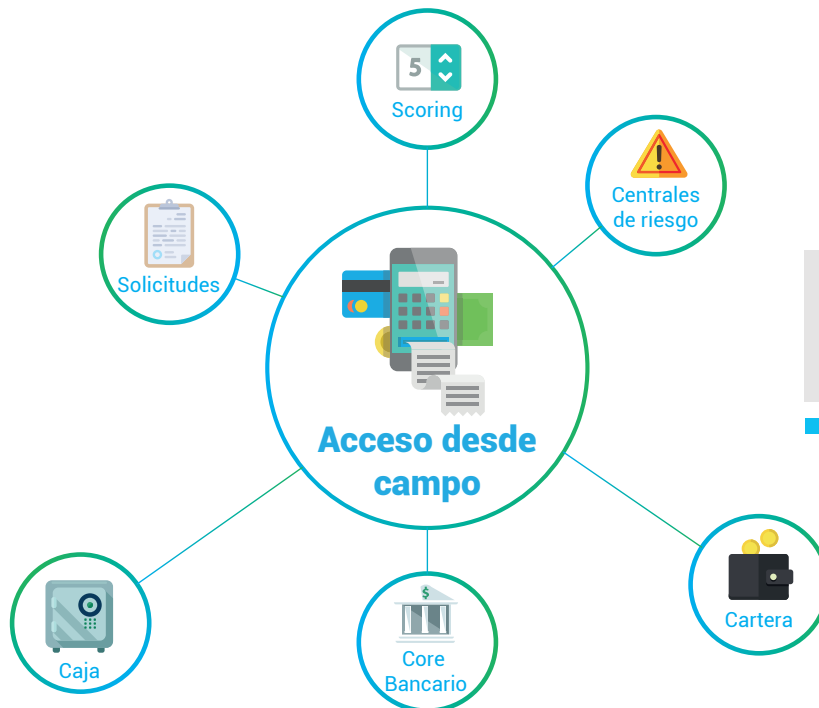 5
Scoring
Centrales
de riesgo
Solicitudes
Acceso desde
campo
Cartera
Caja
$
Core
Bancario